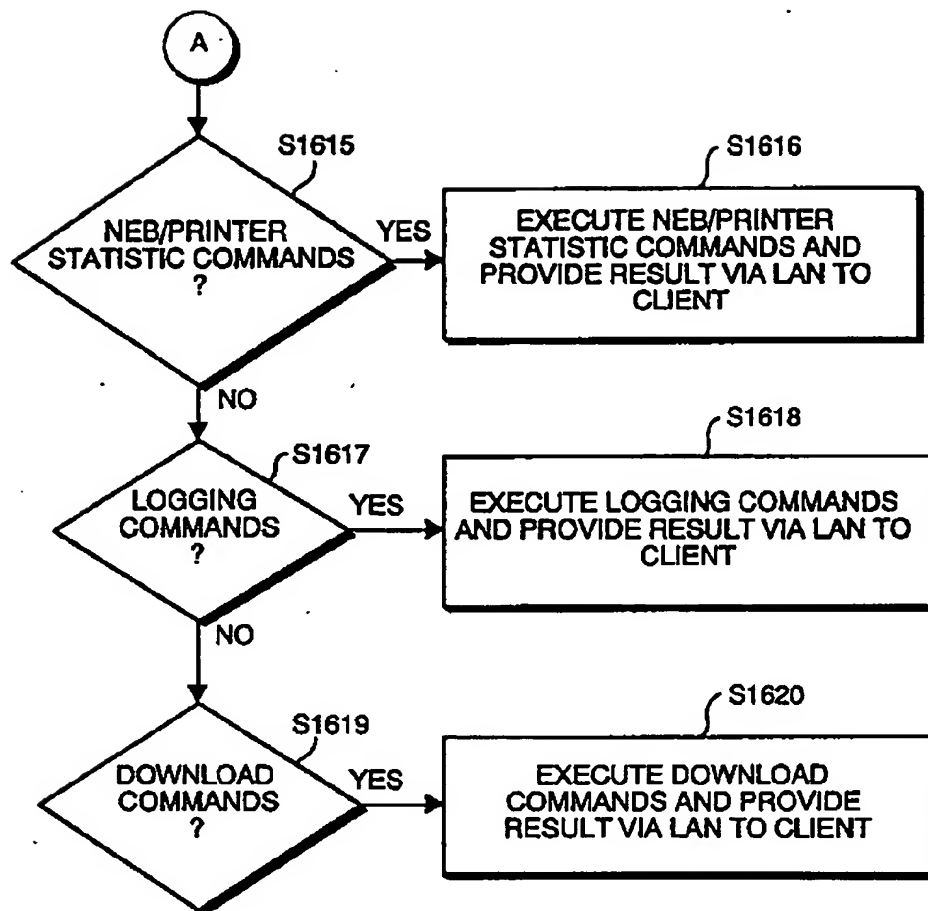 A
S1615
NEB/PRINTER
STATISTIC COMMANDS
?
YES
S1616
EXECUTE NEB/PRINTER
STATISTIC COMMANDS AND
PROVIDE RESULT VIA LAN TO
CLIENT
NO
S1617
LOGGING
COMMANDS
?
YES
S1618
EXECUTE LOGGING COMMANDS
AND PROVIDE RESULT VIA LAN TO
CLIENT
NO
S1619
DOWNLOAD
COMMANDS
?
YES
S1620
EXECUTE DOWNLOAD
COMMANDS AND PROVIDE
RESULT VIA LAN TO CLIENT